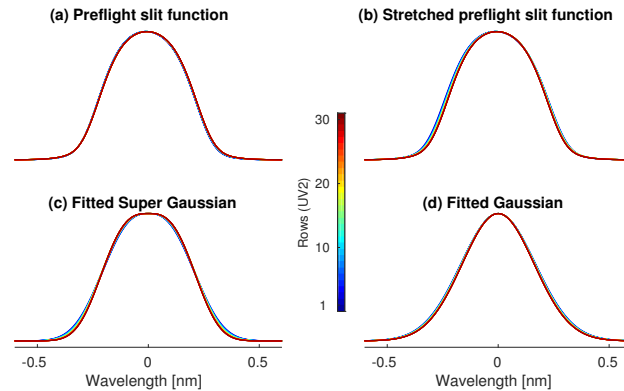 (a) Preflight slit function
(b) Stretched preflight slit function
30
20
10
1
Rows (UV2)
(c) Fitted Super Gaussian
(d) Fitted Gaussian
-0.5 0 0.5
-0.5 0 0.5
Wavelength [nm]
Wavelength [nm]